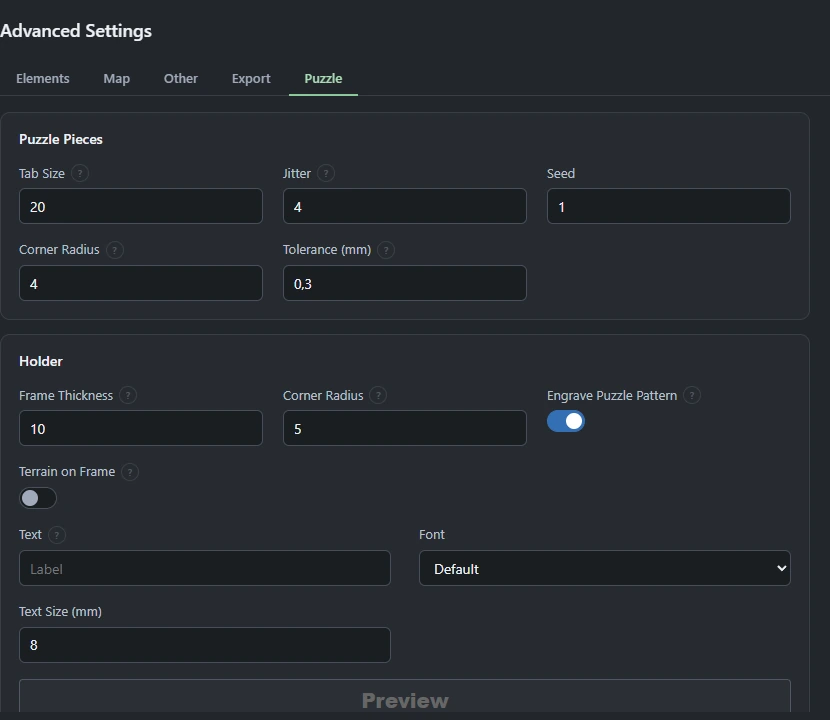 Advanced Settings
Elements Map Other Export Puzzle
Puzzle Pieces
Tab Size ? Jitter ? Seed
20 4 1
Corner Radius ? Tolerance (mm) ?
4 0,3
Holder
Frame Thickness ? Corner Radius ? Engrave Puzzle Pattern ?
10 5
Terrain on Frame ?
Text ? Font
Label Default
Text Size (mm)
8
Preview